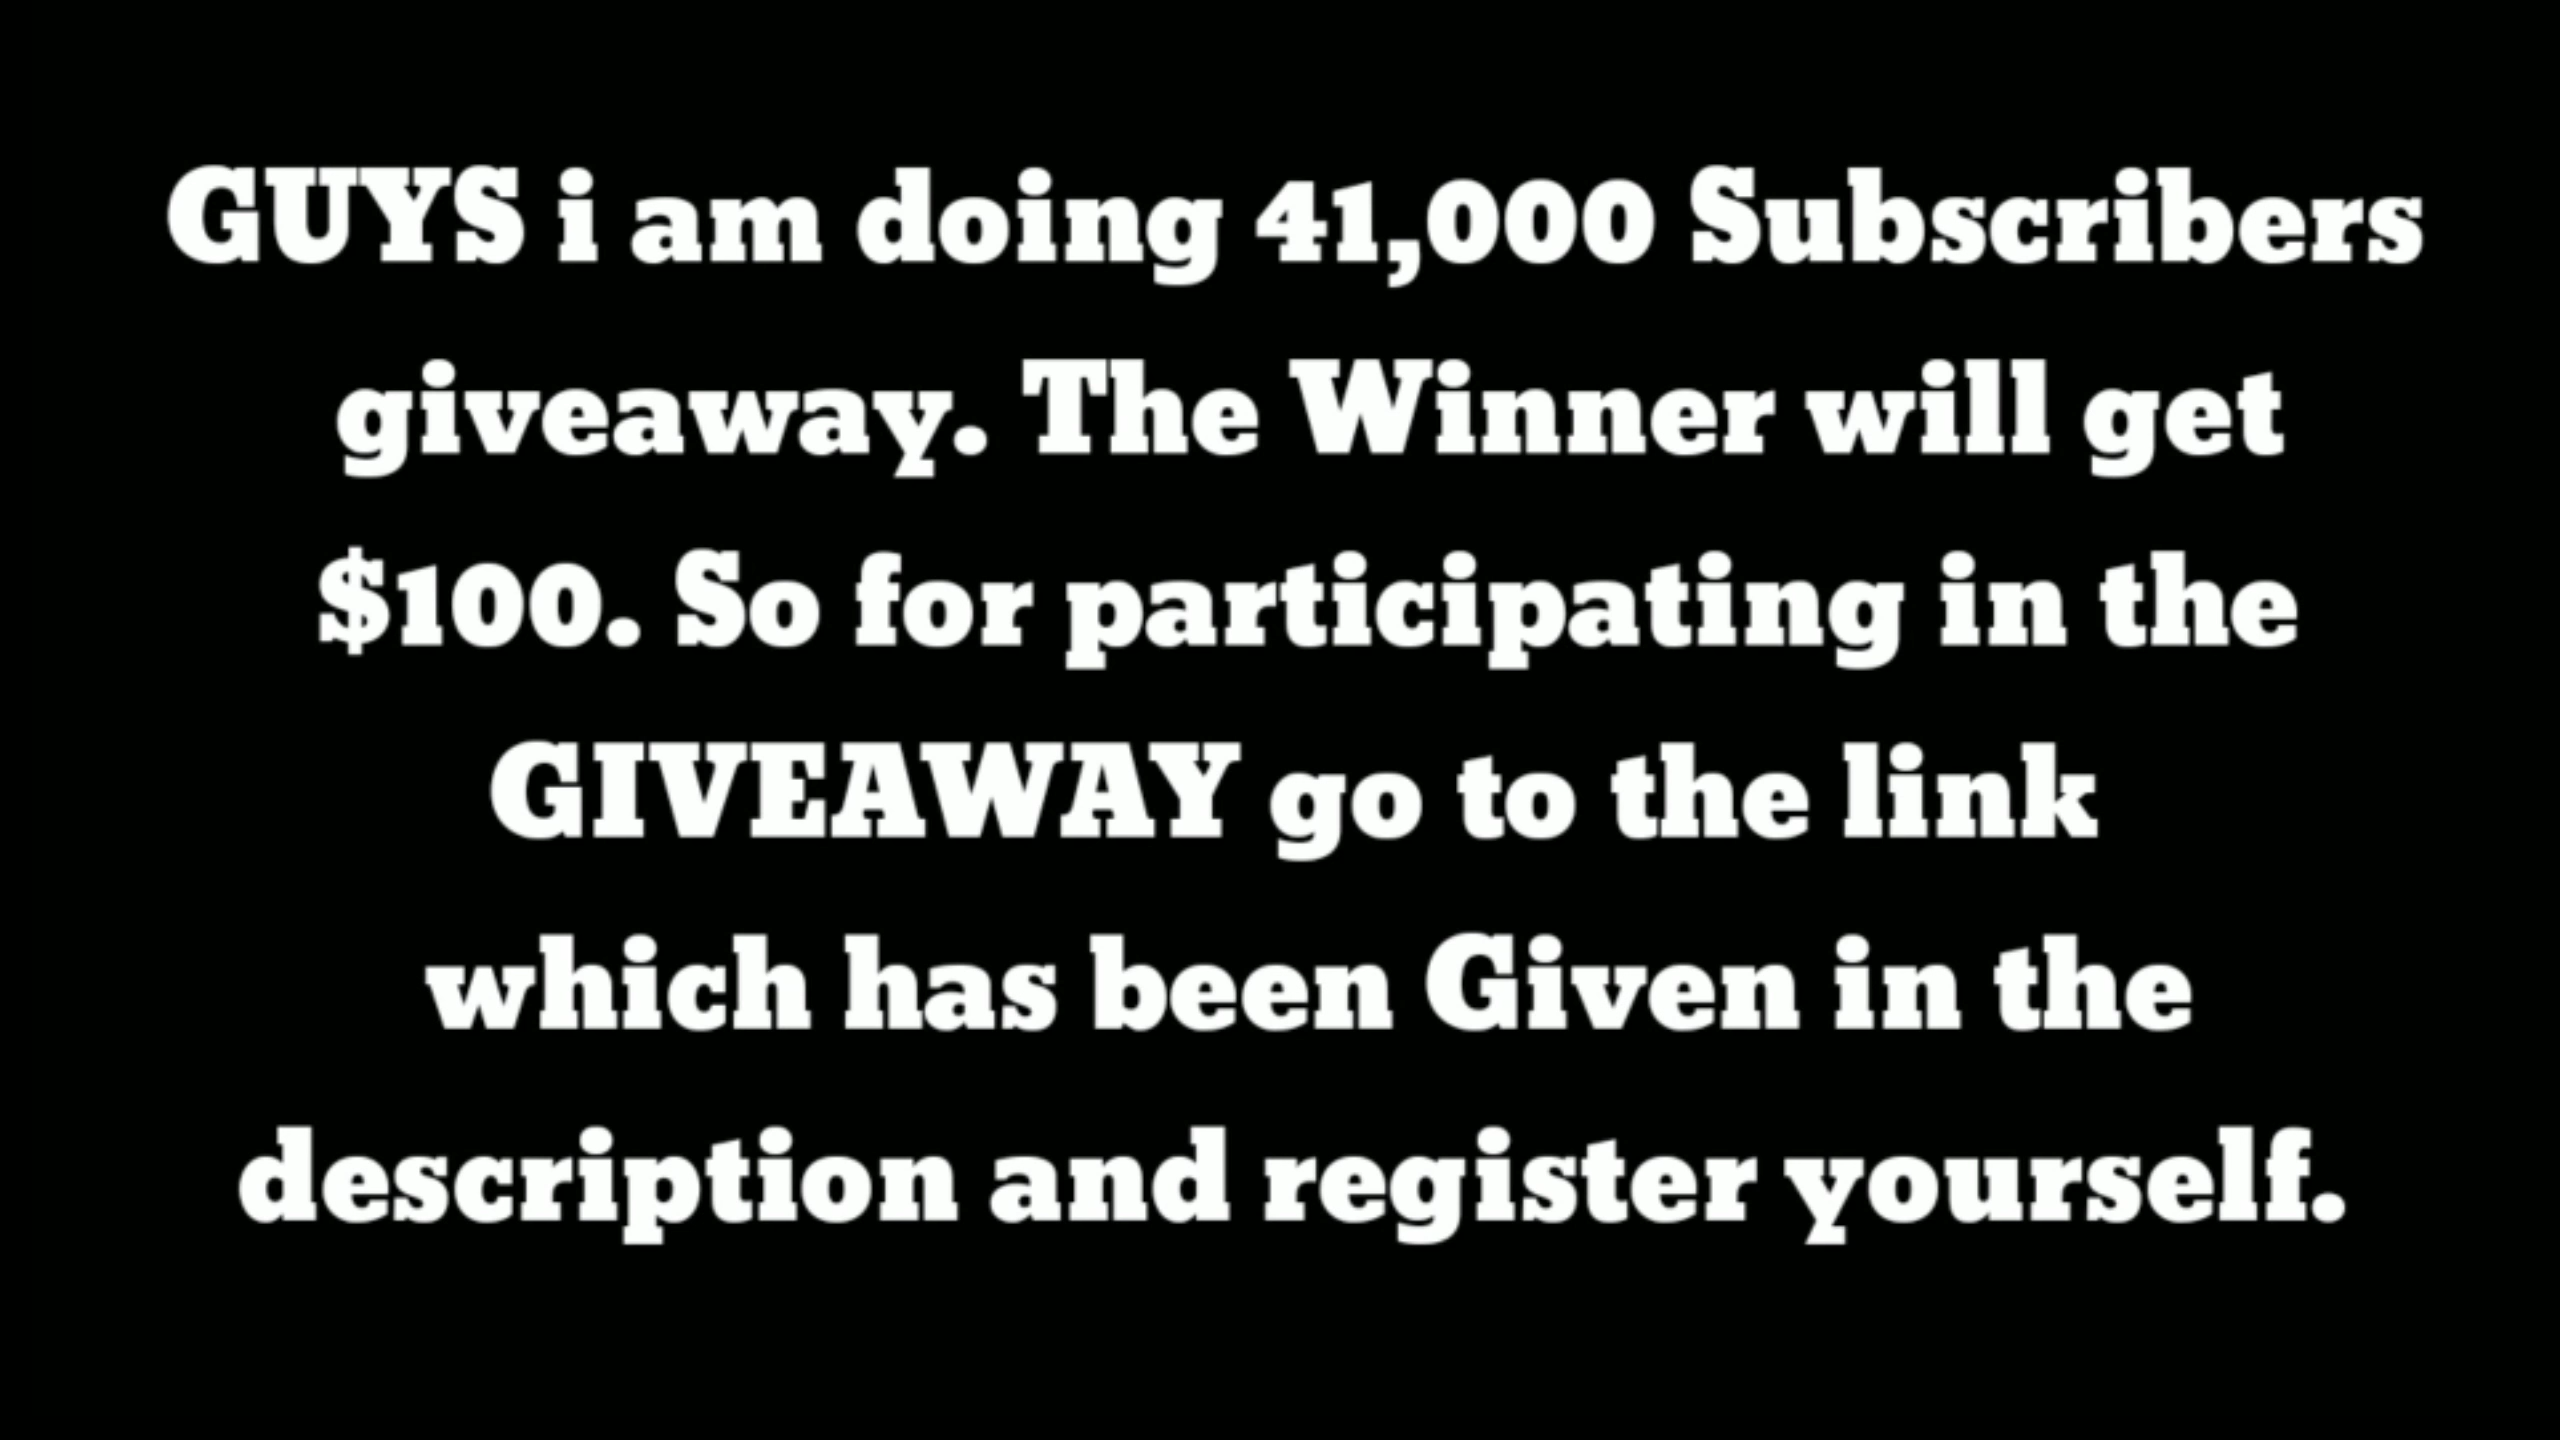 GUYS i am doing 41,000 Subscribers
giveaway. The Winner will get
$100. So for participating in the
GIVEAWAY go to the link
which has been Given in the
description and register yourself.